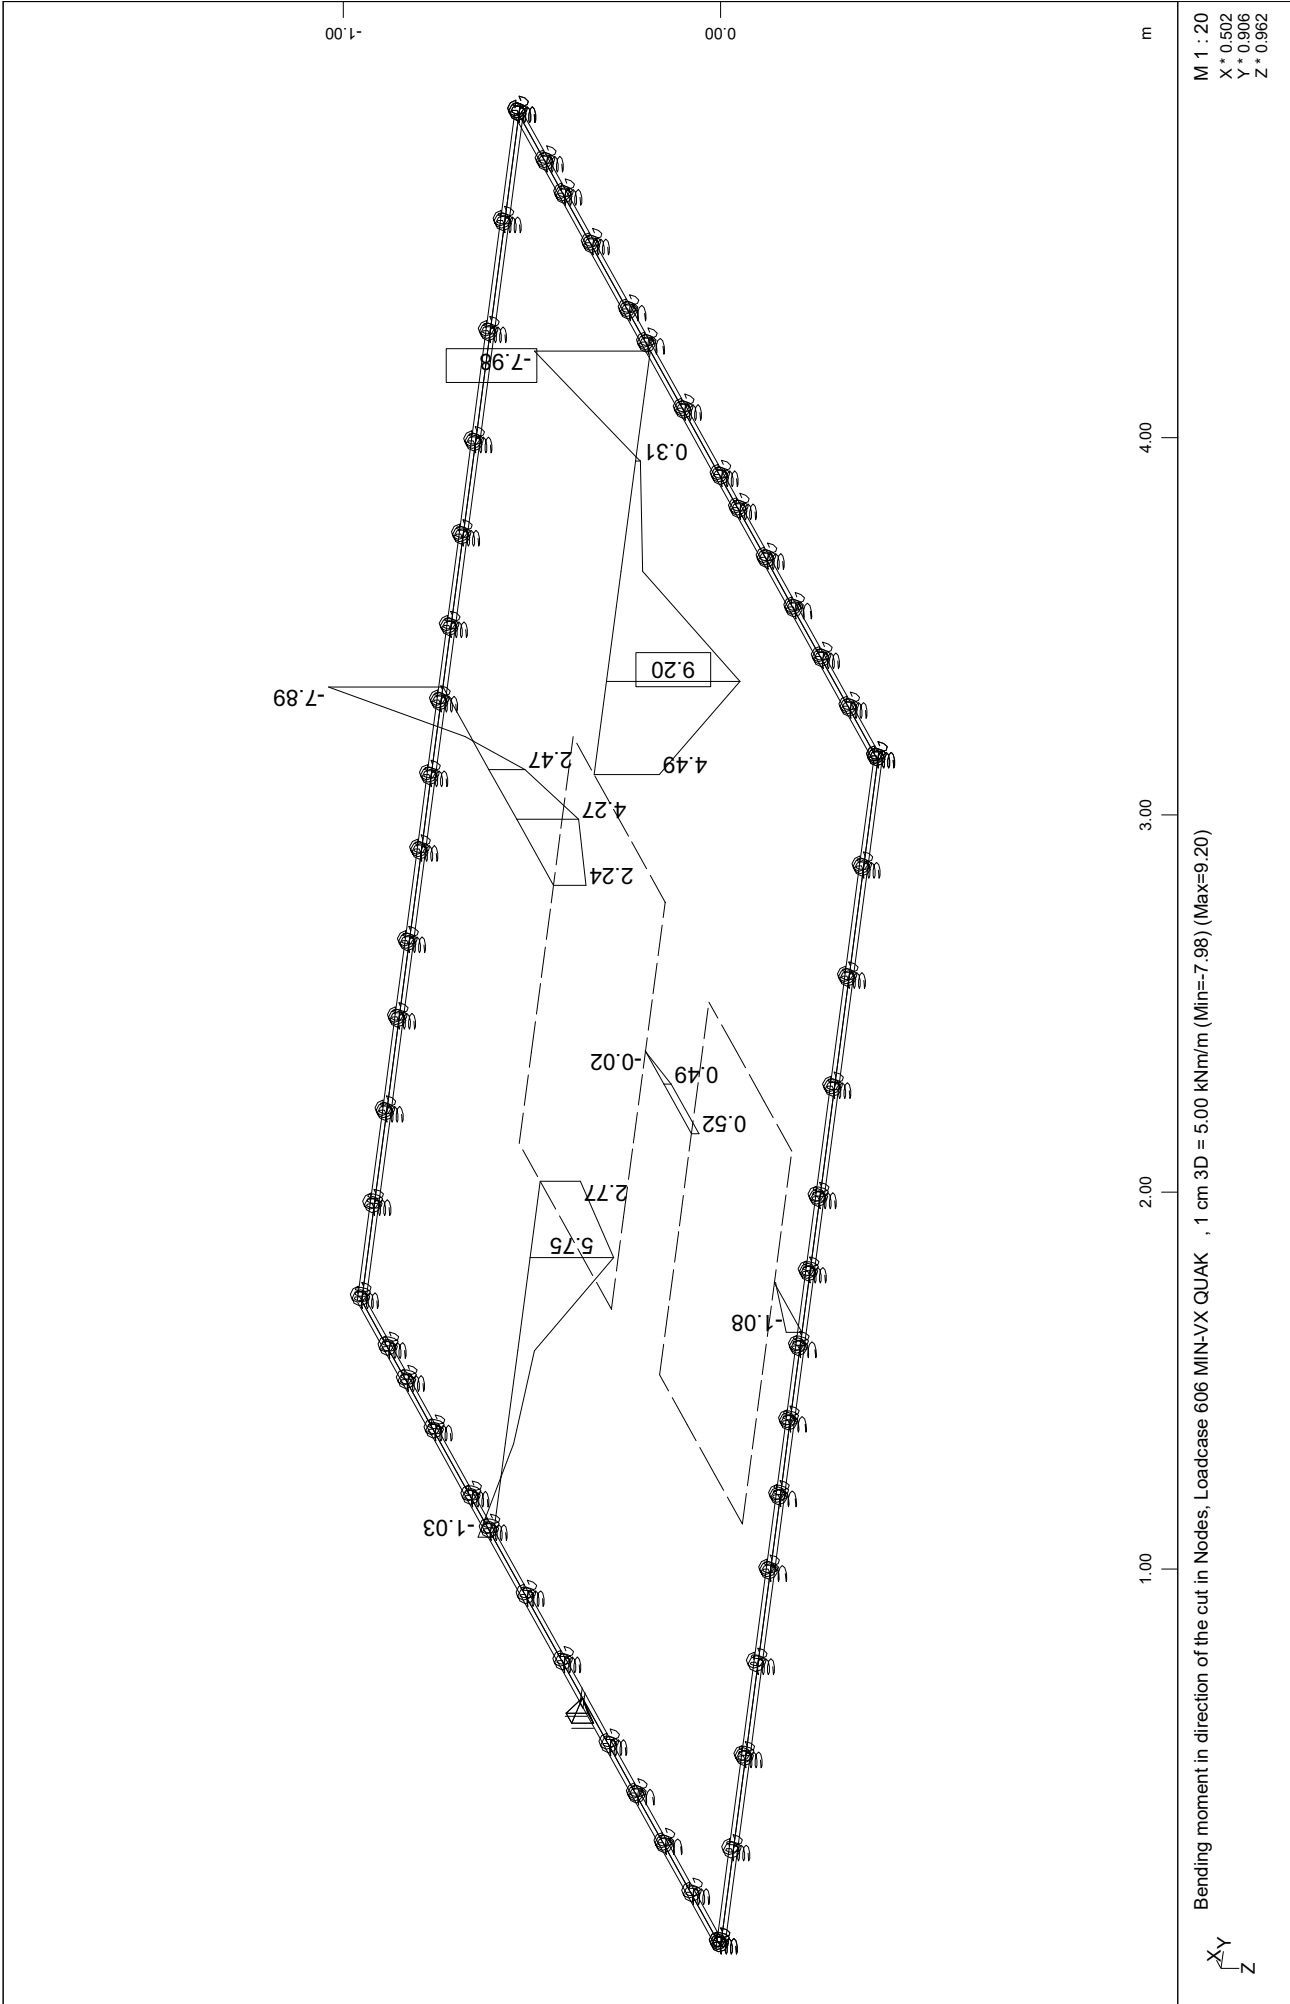 -1.00
0.00
m
M 1 : 20
X * 0.502
Y * 0.906
Z * 0.962
-7.98
0.31
4.00
9.20
-7.89
2.47
4.49
4.27
3.00
2.24
-0.02
0.49
0.52
2.77
2.00
5.75
-1.08
-1.03
1.00
Bending moment in direction of the cut in Nodes, Loadcase 606 MIN-VX QUAK , 1 cm 3D = 5.00 kNm/m (Min=-7.98) (Max=9.20)
X
Y
Z